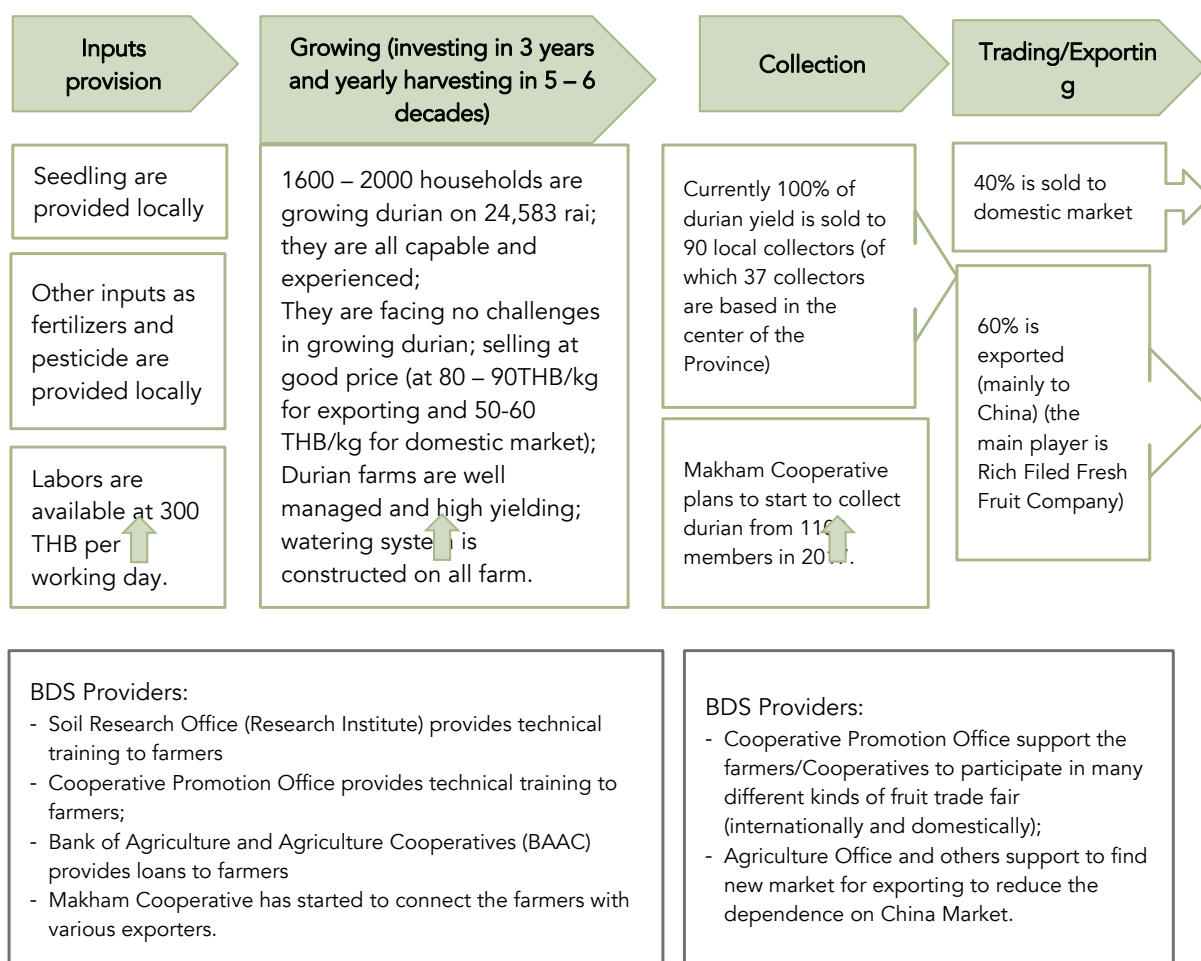 Inputs
provision
Growing (investing in 3 years
and yearly harvesting in 5 – 6
decades)
Collection
Trading/Exportin
g
Seedling are
provided locally
Other inputs as
fertilizers and
pesticide are
provided locally
Labors are
available at 300
THB per
working day.
1600 – 2000 households are
growing durian on 24,583 rai;
they are all capable and
experienced;
They are facing no challenges
in growing durian; selling at
good price (at 80 – 90THB/kg
for exporting and 50-60
THB/kg for domestic market);
Durian farms are well
managed and high yielding;
watering system is
constructed on all farm.
Currently 100% of
durian yield is sold to
90 local collectors (of
which 37 collectors
are based in the
center of the
Province)
Makham Cooperative
plans to start to collect
durian from
members in
40% is sold to
domestic market
60% is
exported
(mainly to
China) (the
main player is
Rich Filed Fresh
Fruit Company)
BDS Providers:
- Soil Research Office (Research Institute) provides technical
training to farmers
- Cooperative Promotion Office provides technical training to
farmers;
- Bank of Agriculture and Agriculture Cooperatives (BAAC)
provides loans to farmers
- Makham Cooperative has started to connect the farmers with
various exporters.
BDS Providers:
- Cooperative Promotion Office support the
farmers/Cooperatives to participate in many
different kinds of fruit trade fair
(internationally and domestically);
- Agriculture Office and others support to find
new market for exporting to reduce the
dependence on China Market.